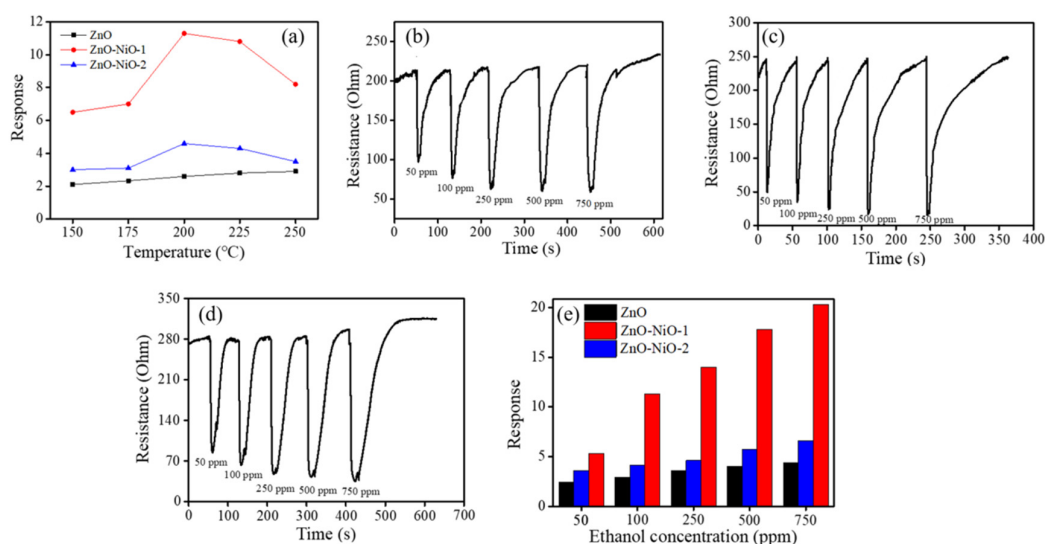 (a)
ZnO
ZnO-NiO-1
ZnO-NiO-2
12
10
8
6
4
2
0
Response
150 175 200 225 250
Temperature (°C)
(b)
250
200
150
100
50
0
Resistance (Ohm)
50 ppm
100 ppm
250 ppm
500 ppm
750 ppm
0 100 200 300 400 500 600
Time (s)
(c)
300
250
200
150
100
50
0
Resistance (Ohm)
50 ppm
100 ppm
250 ppm
500 ppm
750 ppm
0 50 100 150 200 250 300 350 400
Time (s)
(d)
350
280
210
140
70
0
Resistance (Ohm)
50 ppm
100 ppm
250 ppm
500 ppm
750 ppm
0 100 200 300 400 500 600 700
Time (s)
(e)
ZnO
ZnO-NiO-1
ZnO-NiO-2
20
15
10
5
0
Response
50 100 250 500 750
Ethanol concentration (ppm)